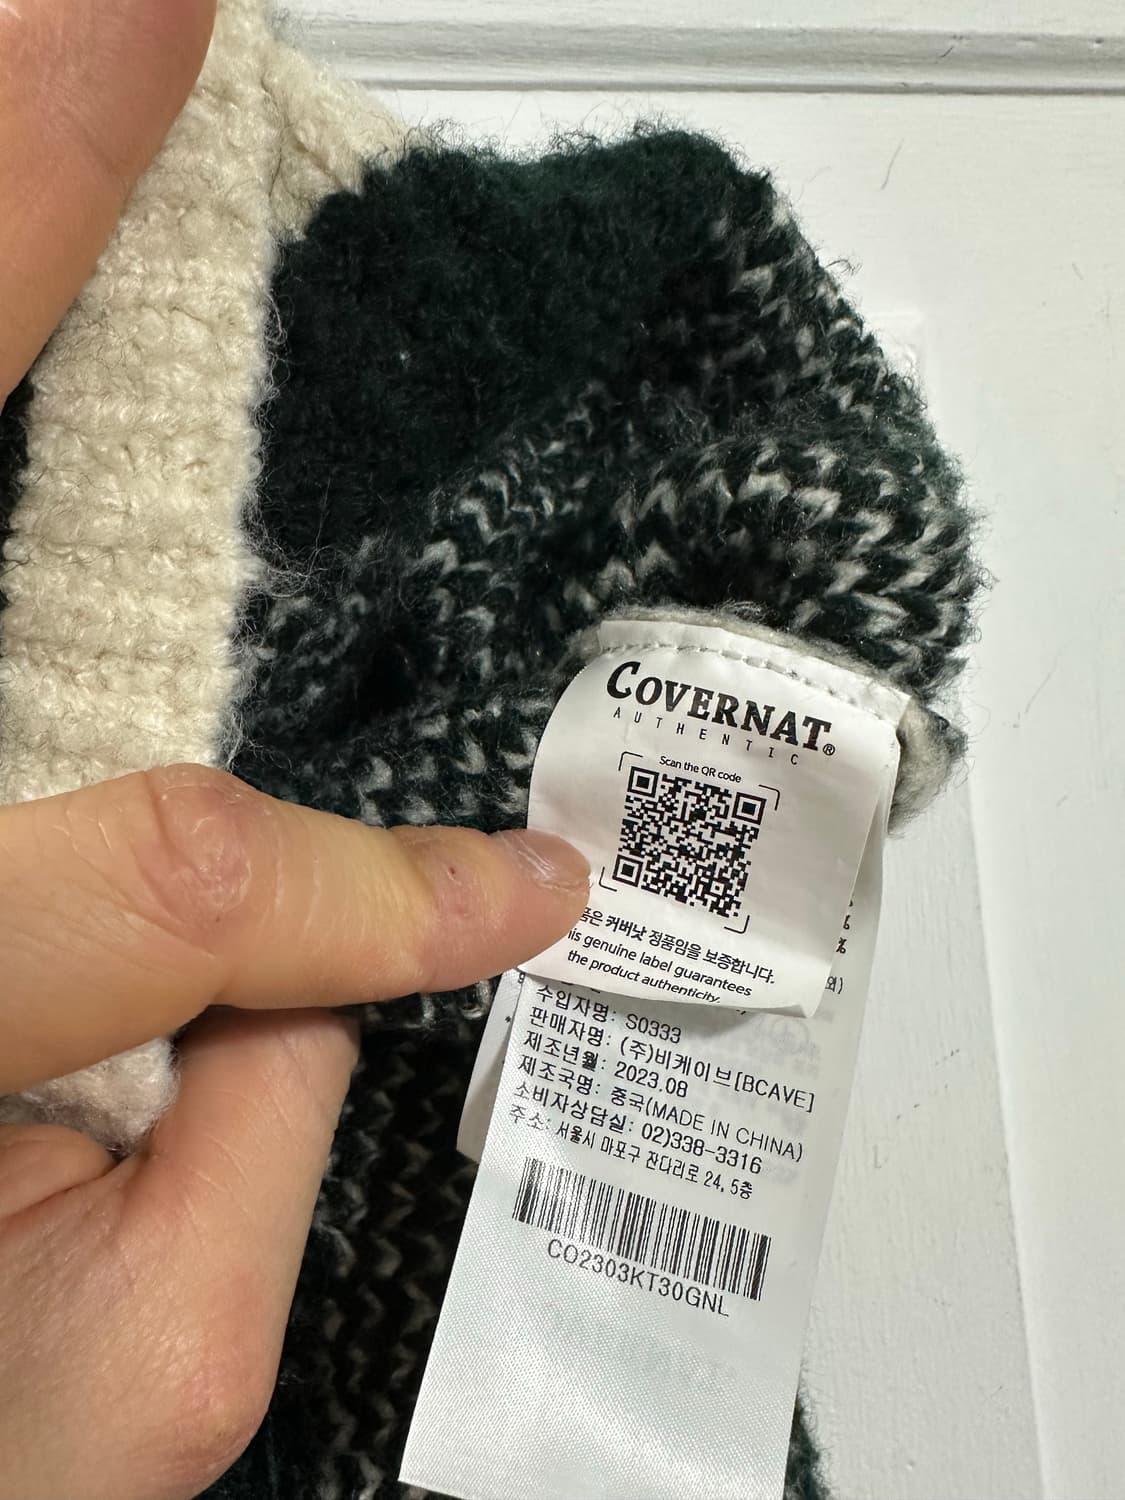 COVERNAT®
AUTHENTIC
Scan the QR code
품은 커버낫 정품임을 보증합니다.
his genuine label guarantees
the product authenticity.
%
%
외)
수입자명: S0333
판매자명: (주)비케이브[BCAVE]
제조년월: 2023.08
제조국명: 중국(MADE IN CHINA)
소비자상담실: 02)338-3316
주소: 서울시 마포구 잔다리로 24, 5층
CO2303KT30GNL